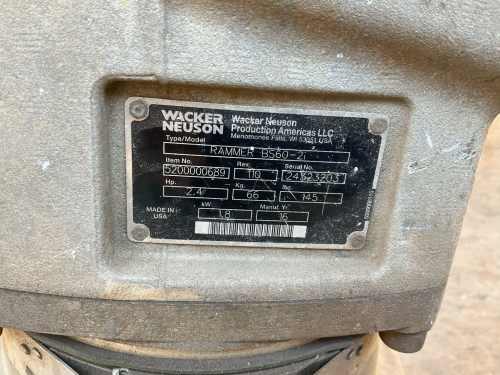 WACKER NEUSON
Wacker Neuson
Production Americas LLC
Menomonee Falls, WI 53051 USA
Type/Model
RAMMER BS60-2i
Item No. Rev. Serial No.
5200000689 110 24323203
Hp. Kg. lbs.
2.4 66 145
kW Manuf. Yr.
MADE IN USA 1.8 16